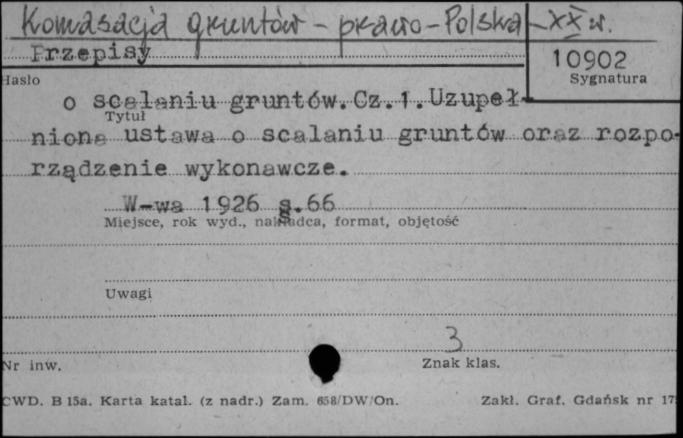 Komasacja gruntów - prawo - Polska - XX w.
Przepisy
10902
Hasło
Sygnatura
o scalaniu gruntów. Cz.1. Uzupeł-
Tytuł
niona ustawa o scalaniu gruntów oraz rozpo-
rządzenie wykonawcze.
W-wa 1926 s.66
Miejsce, rok wyd., nakładca, format, objętość
Uwagi
3
Nr inw.
Znak klas.
CWD. B 15a. Karta katal. (z nadr.) Zam. 658/DW/On.
Zakł. Graf. Gdańsk nr